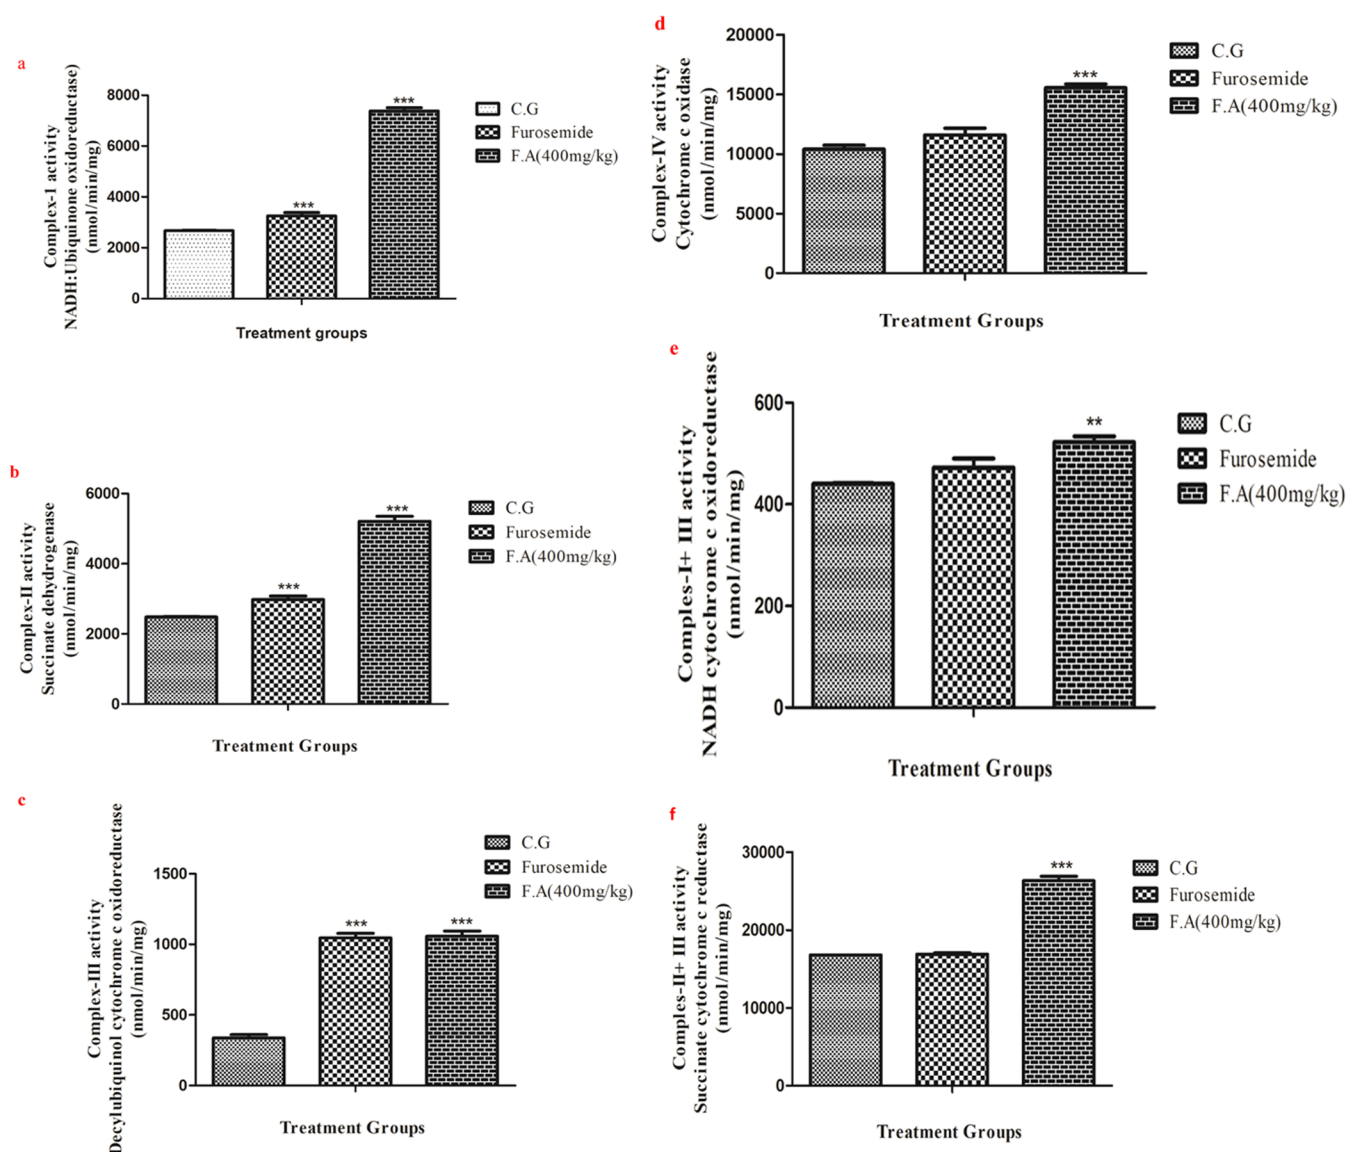 a
Complex-1 activity
NADH:Ubiquinone oxidoreductase)
(nmol/min/mg)
8000
6000
4000
2000
0
***
***
Treatment groups
C.G
Furosemide
F.A(400mg/kg)
b
Complex-II activity
Succinate dehydrogenase
(nmol/min/mg)
6000
4000
2000
0
***
***
Treatment Groups
C.G
Furosemide
F.A(400mg/kg)
c
Complex-III activity
Decylubiquinol cytochrome c oxidoreductase
(nmol/min/mg)
1500
1000
500
0
***
***
Treatment Groups
C.G
Furosemide
F.A(400mg/kg)
d
Complex-IV activity
Cytochrome c oxidase
(nmol/min/mg)
20000
15000
10000
5000
0
***
Treatment Groups
C.G
Furosemide
F.A(400mg/kg)
e
Comples-I+ III activity
NADH cytochrome c oxidoreductase
(nmol/min/mg)
600
400
200
0
**
Treatment Groups
C.G
Furosemide
F.A(400mg/kg)
f
Comples-II+ III activity
Succinate cytochrome c reductase
(nmol/min/mg)
30000
20000
10000
0
***
Treatment Groups
C.G
Furosemide
F.A(400mg/kg)